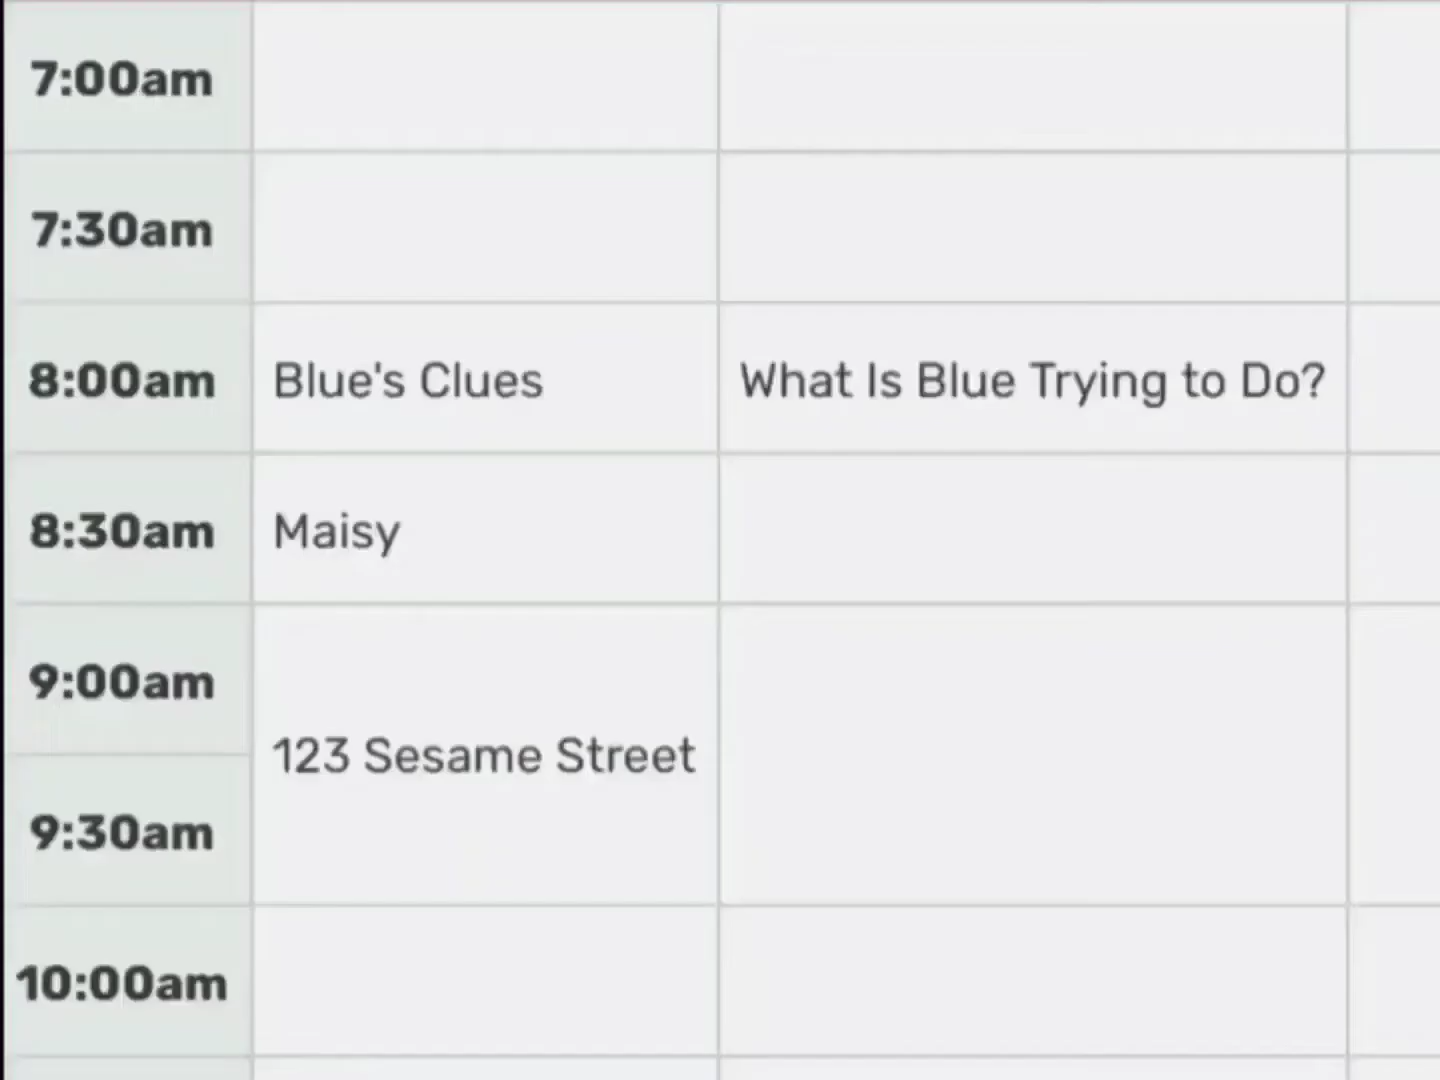 7:00am
7:30am
8:00am Blue's Clues What Is Blue Trying to Do?
8:30am Maisy
9:00am
123 Sesame Street
9:30am
10:00am